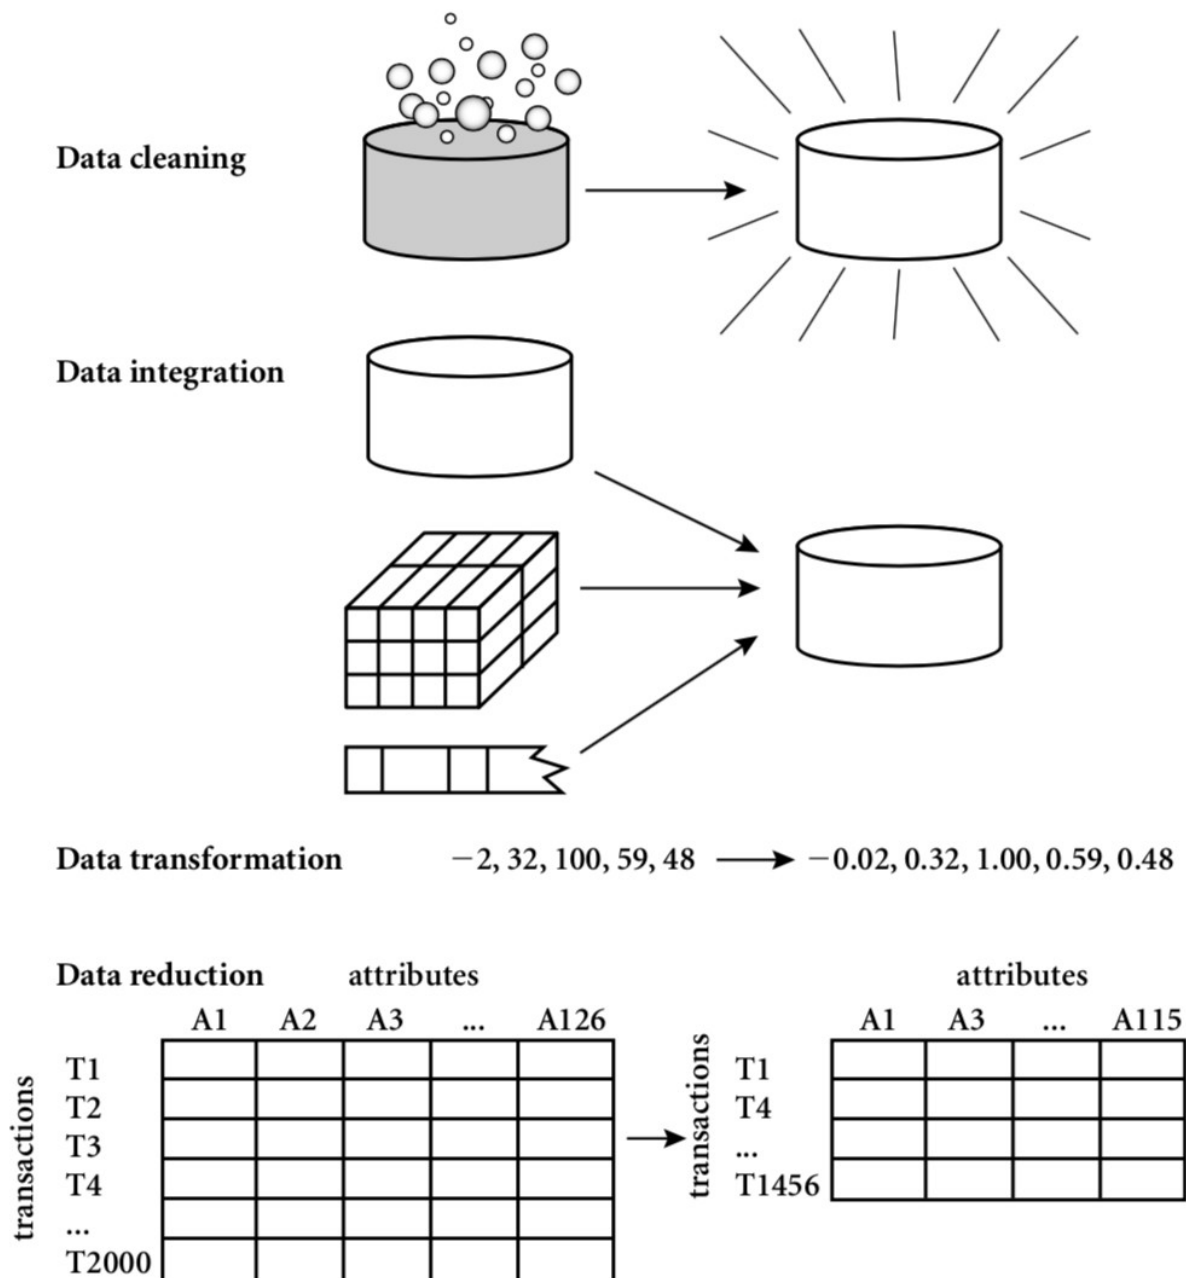 Data cleaning
Data integration
Data transformation −2, 32, 100, 59, 48 −0.02, 0.32, 1.00, 0.59, 0.48
Data reduction attributes
A1 A2 A3 ... A126
transactions
T1
T2
T3
T4
...
T2000
attributes
A1 A3 ... A115
transactions
T1
T4
...
T1456